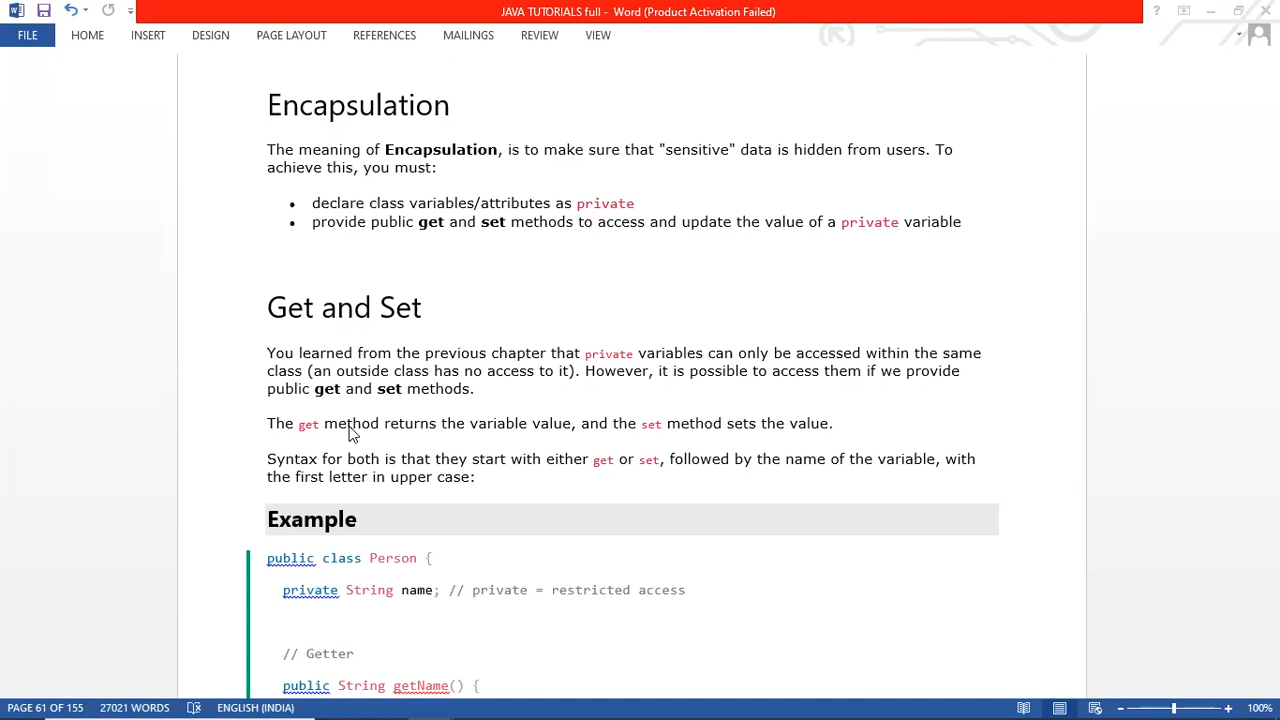 JAVA TUTORIALS full - Word (Product Activation Failed)
FILE HOME INSERT DESIGN PAGE LAYOUT REFERENCES MAILINGS REVIEW VIEW
Encapsulation
The meaning of Encapsulation, is to make sure that "sensitive" data is hidden from users. To
achieve this, you must:
• declare class variables/attributes as private
• provide public get and set methods to access and update the value of a private variable
Get and Set
You learned from the previous chapter that private variables can only be accessed within the same
class (an outside class has no access to it). However, it is possible to access them if we provide
public get and set methods.
The get method returns the variable value, and the set method sets the value.
Syntax for both is that they start with either get or set, followed by the name of the variable, with
the first letter in upper case:
Example
public class Person {
private String name; // private = restricted access
// Getter
public String getName() {
PAGE 61 OF 155 27021 WORDS ENGLISH (INDIA) 100%